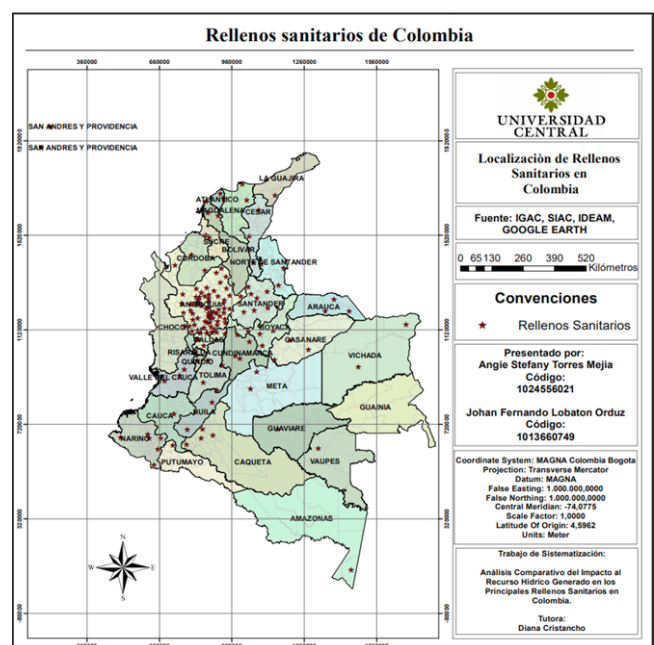 Rellenos sanitarios de Colombia
360000 660000 960000 1260000 1560000
SAN ANDRES Y PROVIDENCIA
SAN ANDRES Y PROVIDENCIA
1920000
1520000
1120000
720000
320000
-80000
LA GUAJIRA
ATLANTICO
MAGDALENA
CESAR
SUCRE
BOLIVAR
CORDOBA
NORTE DE SANTANDER
ANTIOQUIA
SANTANDER
ARAUCA
CHOCO
BOYACA
CALDAS
CASANARE
RISARALDA
CUNDINAMARCA
QUINDIO
VICHADA
VALLE DEL CAUCA
TOLIMA
META
CAUCA
HUILA
GUAINIA
GUAVIARE
NARIÑO
CAQUETA
VAUPES
PUTUMAYO
AMAZONAS
N
W E
S
UNIVERSIDAD
CENTRAL
Localizaciòn de Rellenos
Sanitarios en
Colombia
Fuente: IGAC, SIAC, IDEAM,
GOOGLE EARTH
0 65 130 260 390 520
Kilómetros
Convenciones
Rellenos Sanitarios
Presentado por:
Angie Stefany Torres Mejia
Código:
1024556021
Johan Fernando Lobaton Orduz
Código:
1013660749
Coordinate System: MAGNA Colombia Bogota
Projection: Transverse Mercator
Datum: MAGNA
False Easting: 1.000.000,0000
False Northing: 1.000.000,0000
Central Meridian: -74,0775
Scale Factor: 1,0000
Latitude Of Origin: 4,5962
Units: Meter
Trabajo de Sistematización:
Análisis Comparativo del Impacto al
Recurso Hídrico Generado en los
Principales Rellenos Sanitarios en
Colombia.
Tutora:
Diana Cristancho